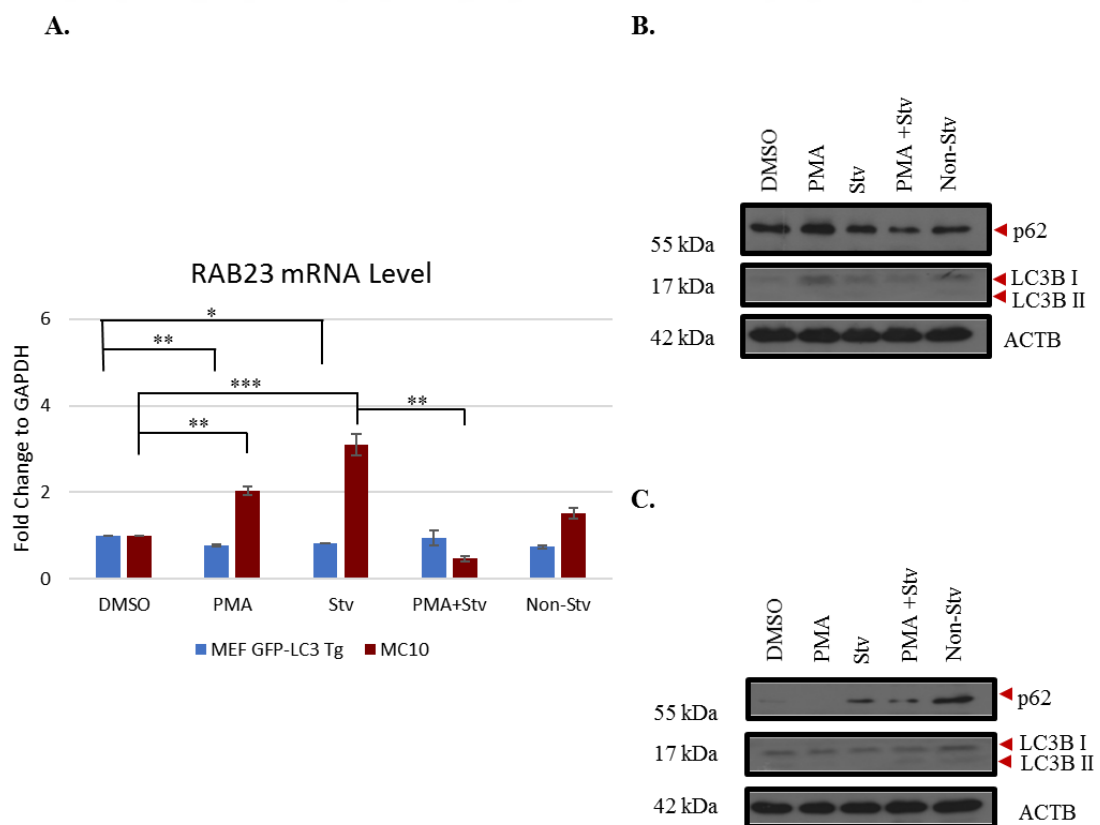 A.
RAB23 mRNA Level
Fold Change to GAPDH
6
4
2
0
*
**
***
**
**
DMSO PMA Stv PMA+Stv Non-Stv
MEF GFP-LC3 Tg MC10
B.
DMSO PMA Stv PMA +Stv Non-Stv
55 kDa p62
17 kDa LC3B I
LC3B II
42 kDa ACTB
C.
DMSO PMA Stv PMA +Stv Non-Stv
55 kDa p62
17 kDa LC3B I
LC3B II
42 kDa ACTB